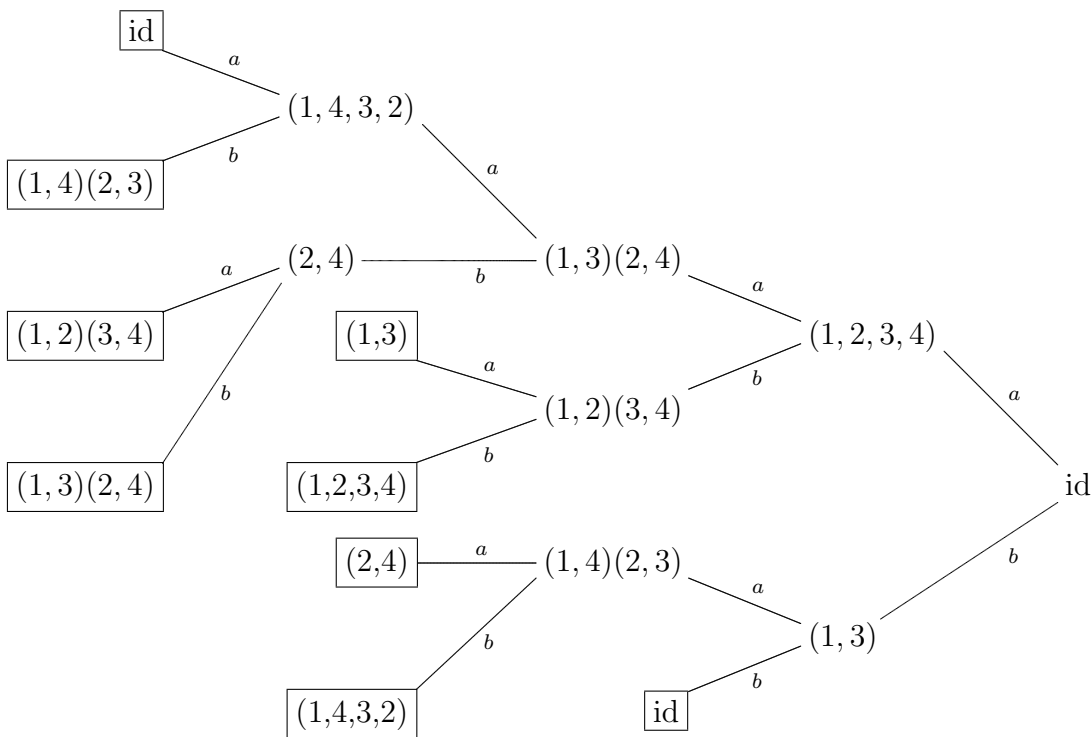 id
a
(1, 4, 3, 2)
b
a
(1, 4)(2, 3)
(2, 4)
a
b
(1, 3)(2, 4)
a
(1, 2)(3, 4)
(1,3)
(1, 2, 3, 4)
a
b
a
b
(1, 2)(3, 4)
b
(1, 3)(2, 4)
(1,2,3,4)
id
(2,4)
a
(1, 4)(2, 3)
b
a
b
(1, 3)
b
(1,4,3,2)
id